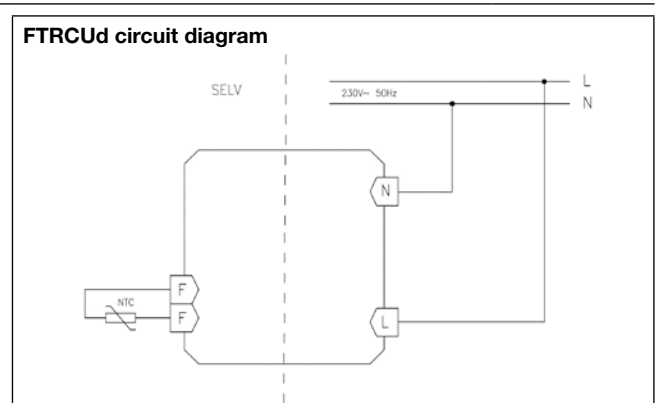 FTRCUd circuit diagram
SELV
230V~ 50Hz
L
N
N
F
NTC
F
L